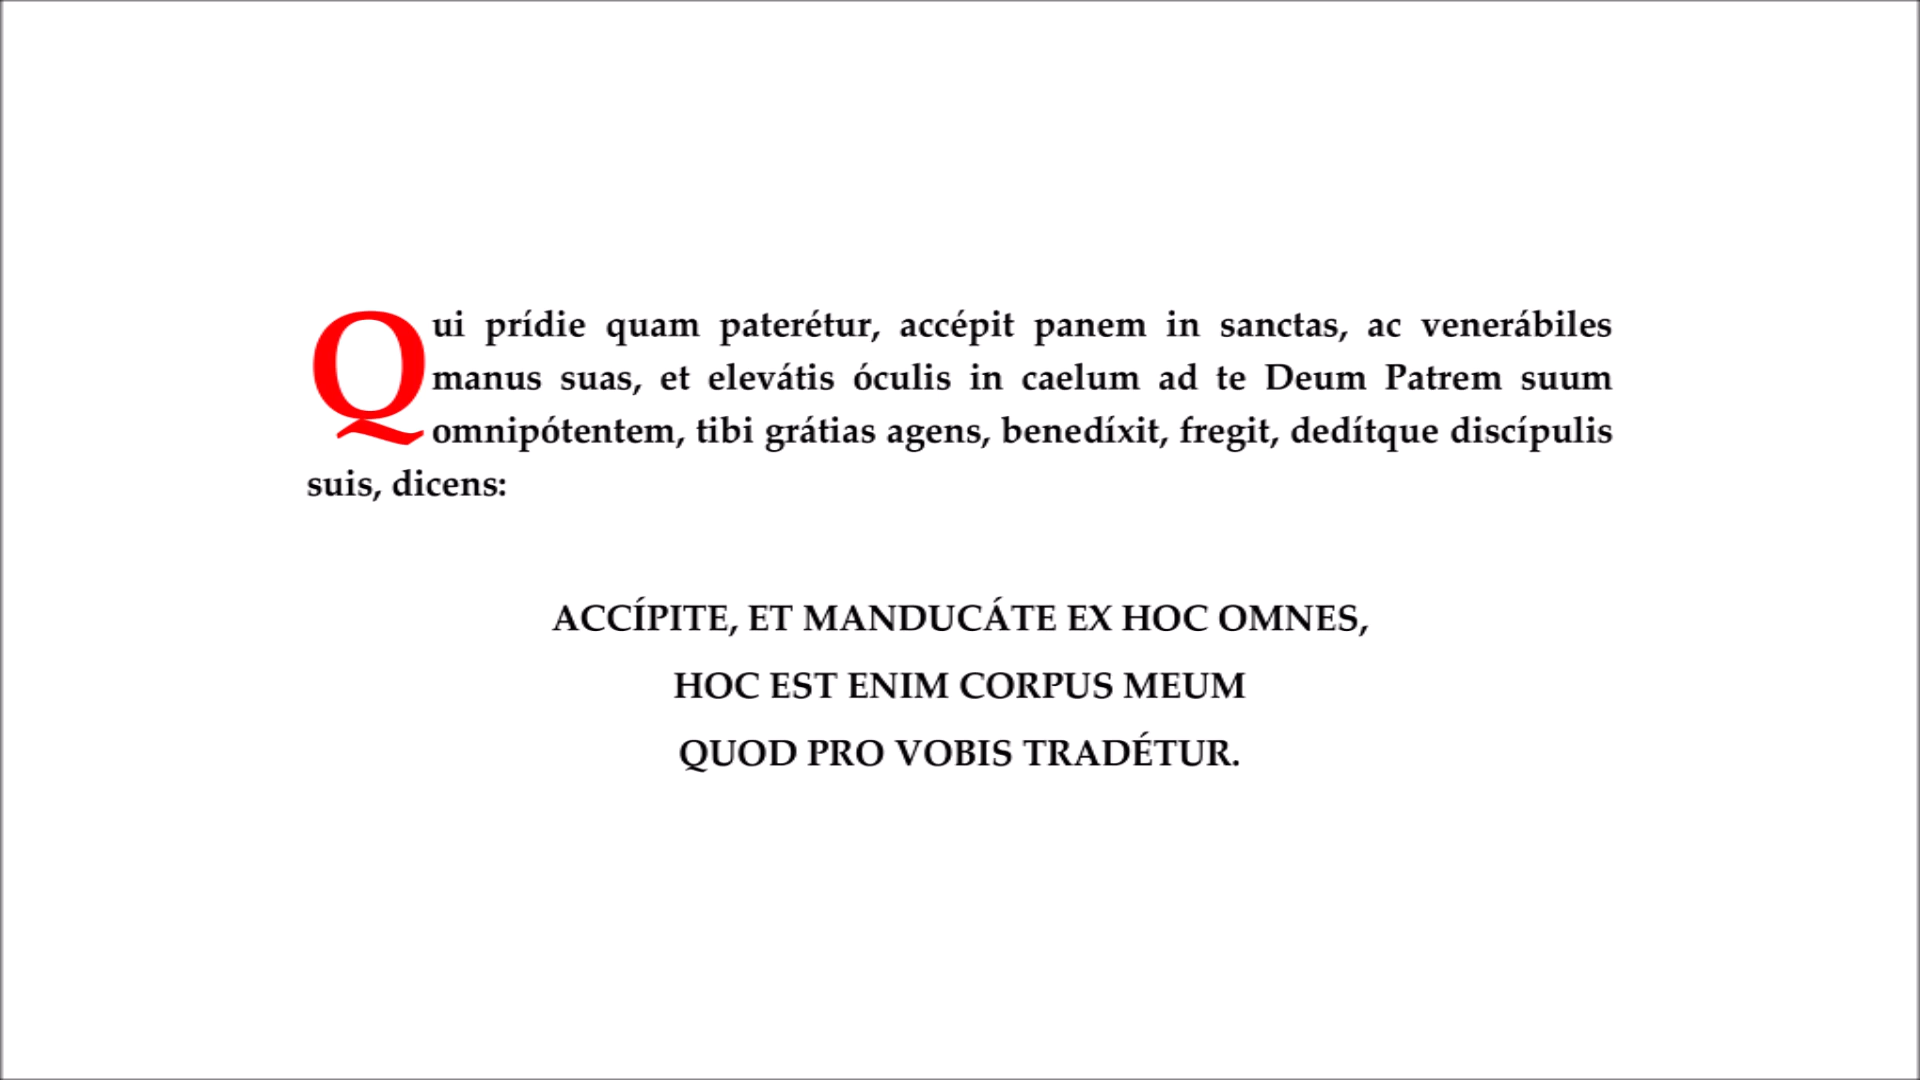 Qui prídie quam paterétur, accépit panem in sanctas, ac venerábiles
manus suas, et elevátis óculis in caelum ad te Deum Patrem suum
omnipótentem, tibi grátias agens, benedíxit, fregit, dedítque discípulis
suis, dicens:
ACCÍPITE, ET MANDUCÁTE EX HOC OMNES,
HOC EST ENIM CORPUS MEUM
QUOD PRO VOBIS TRADÉTUR.